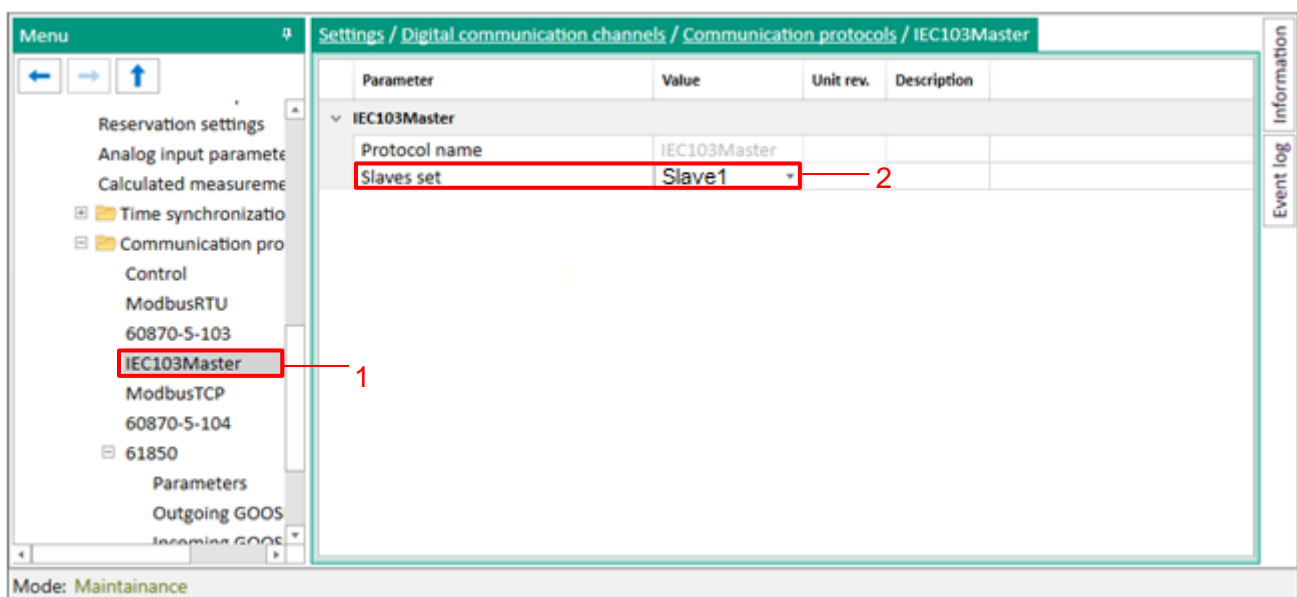 Menu
Settings / Digital communication channels / Communication protocols / IEC103Master
Information
Event log
Parameter Value Unit rev. Description
IEC103Master
Protocol name IEC103Master
Slaves set Slave1 2
Reservation settings
Analog input paramete
Calculated measureme
Time synchronizatio
Communication pro
Control
ModbusRTU
60870-5-103
IEC103Master 1
ModbusTCP
60870-5-104
61850
Parameters
Outgoing GOOS
Incoming GOOS
Mode: Maintainance